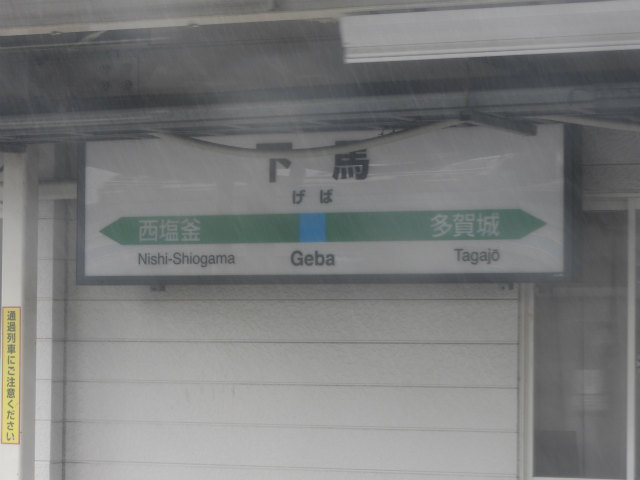 下馬
げば
西塩釜 多賀城
Nishi-Shiogama Geba Tagajō
通過列車にご注意ください